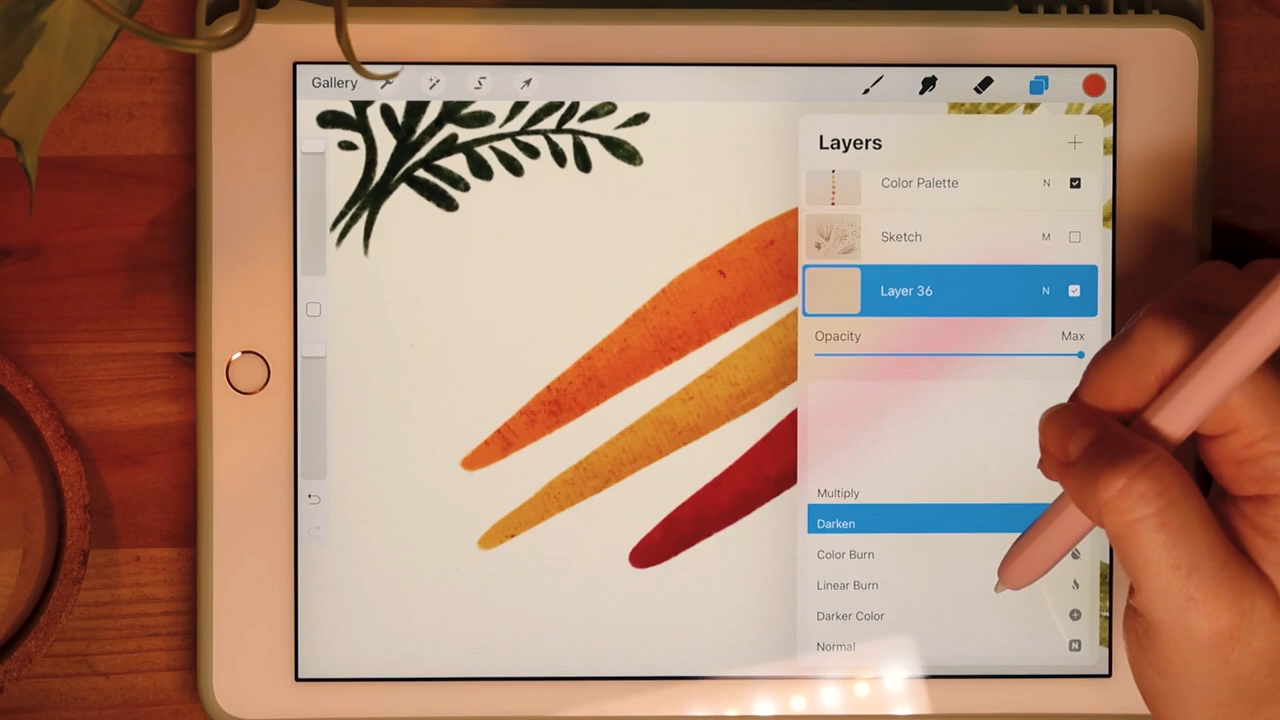 Gallery
Layers
Color Palette N
Sketch M
Layer 36 N
Opacity Max
Multiply
Darken
Color Burn
Linear Burn
Darker Color
Normal N